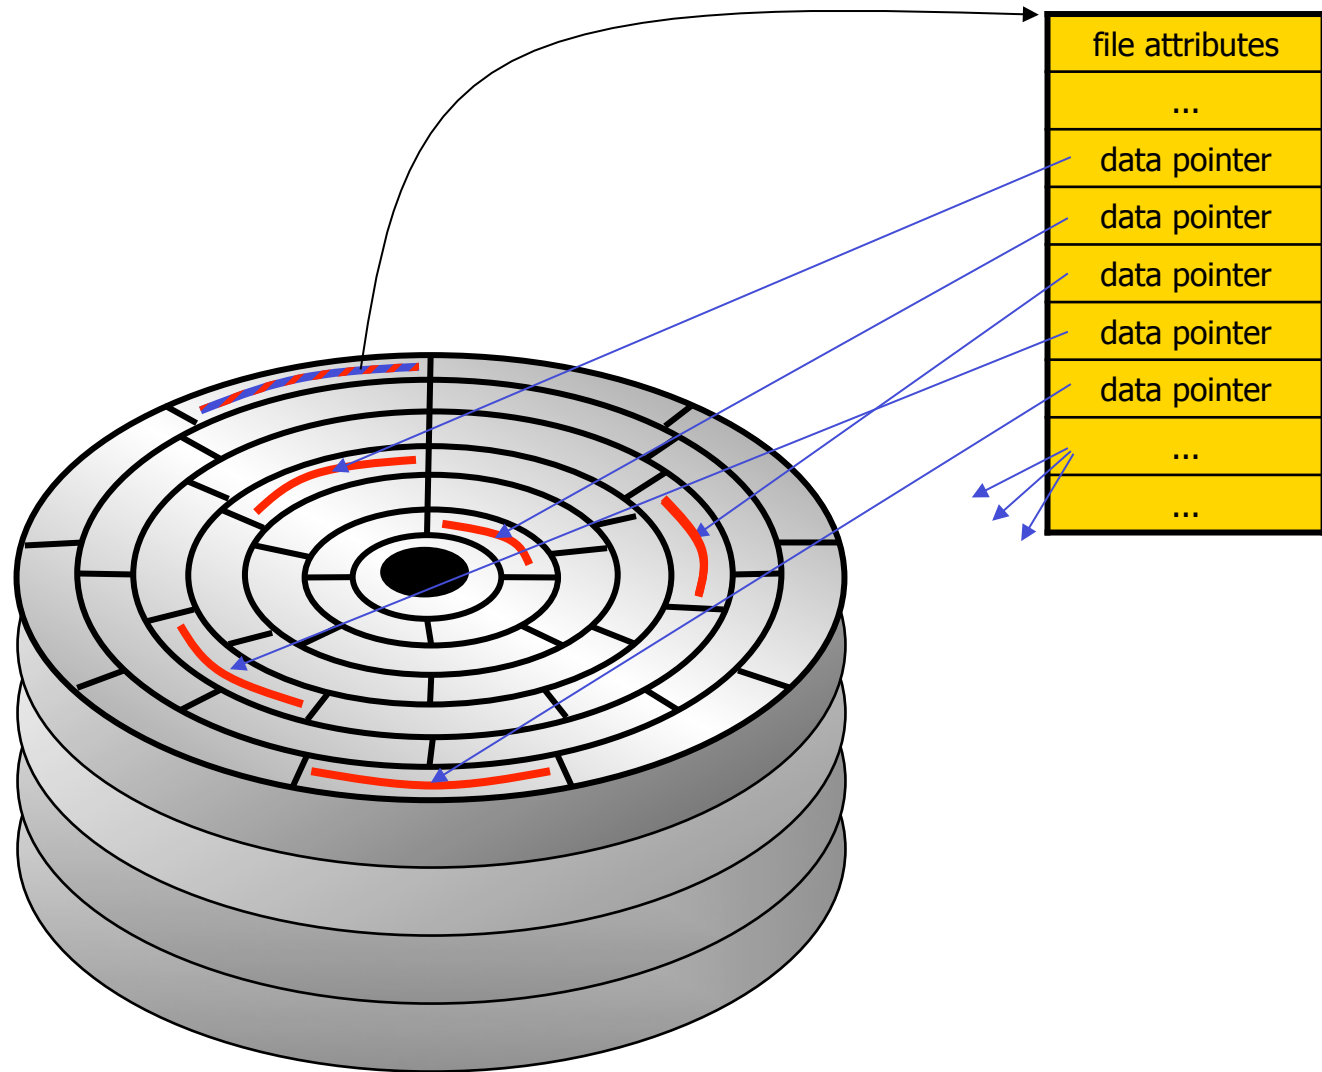 file attributes
...
data pointer
data pointer
data pointer
data pointer
data pointer
...
...